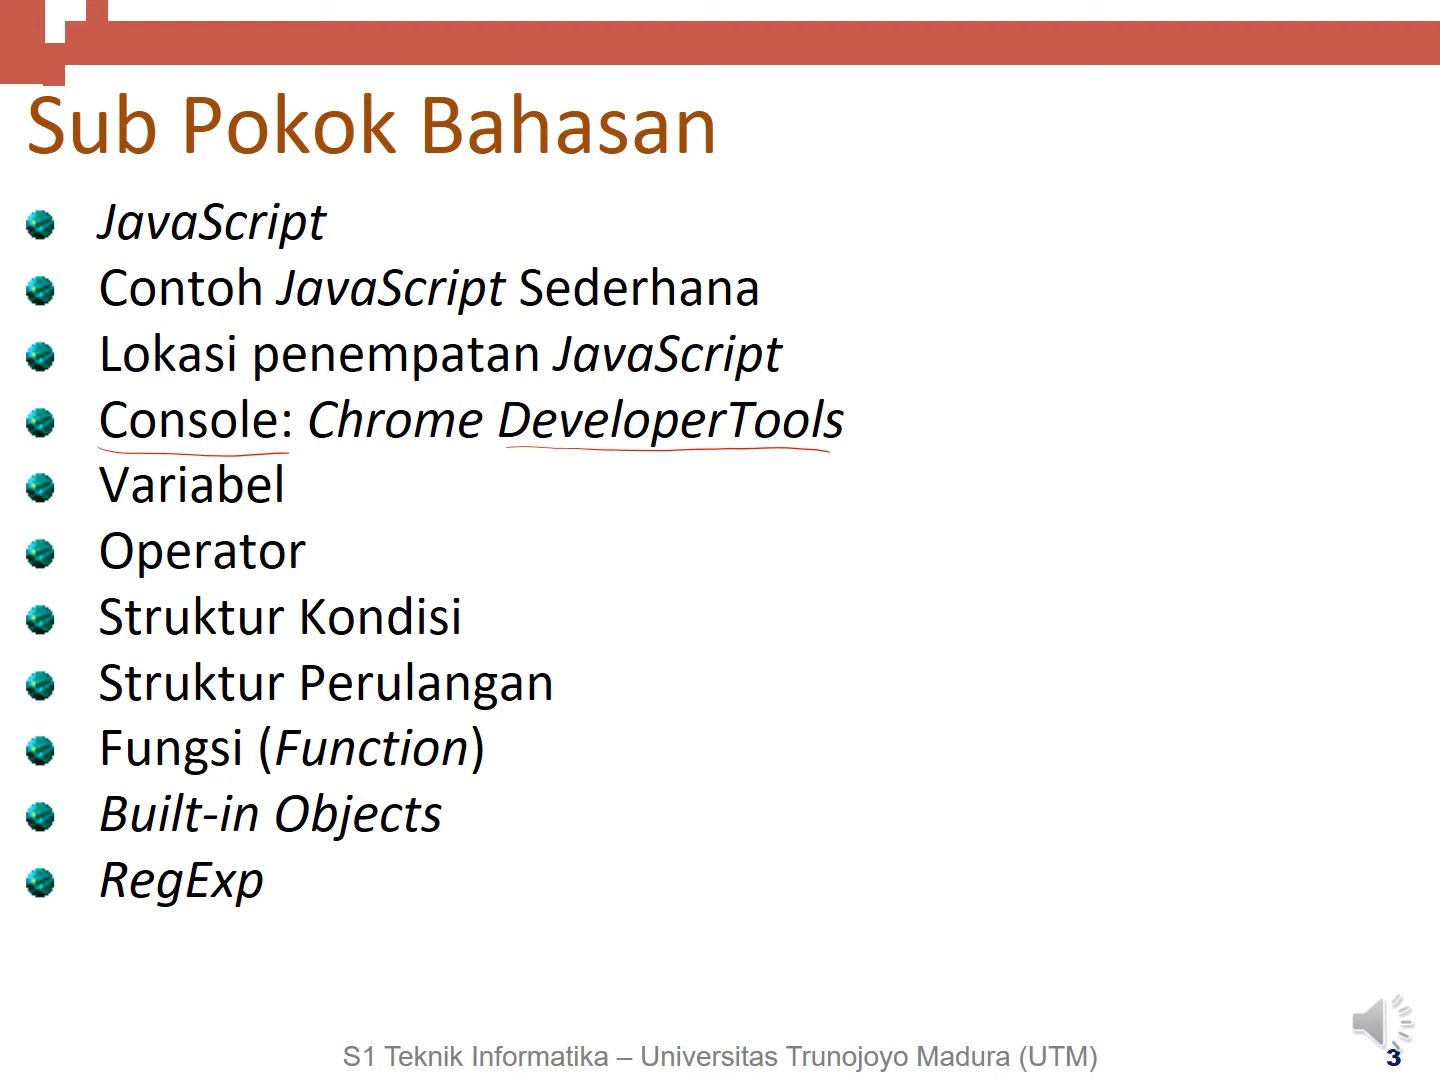 Sub Pokok Bahasan
JavaScript
Contoh JavaScript Sederhana
Lokasi penempatan JavaScript
Console: Chrome DeveloperTools
Variabel
Operator
Struktur Kondisi
Struktur Perulangan
Fungsi (Function)
Built-in Objects
RegExp
S1 Teknik Informatika – Universitas Trunojoyo Madura (UTM)
3